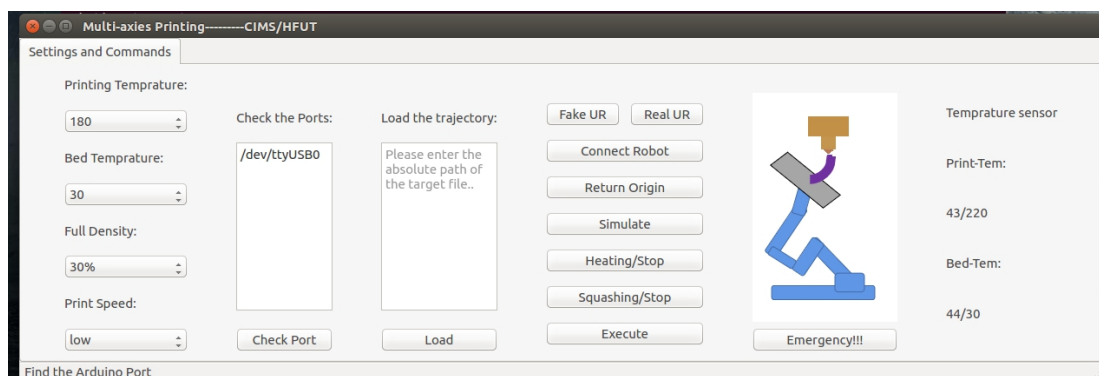 Multi-axies Printing---------CIMS/HFUT
Settings and Commands
Printing Temprature:
180
Bed Temprature:
30
Full Density:
30%
Print Speed:
low
Check the Ports:
/dev/ttyUSB0
Check Port
Load the trajectory:
Please enter the
absolute path of
the target file..
Load
Fake UR
Real UR
Connect Robot
Return Origin
Simulate
Heating/Stop
Squashing/Stop
Execute
Emergency!!!
Temprature sensor
Print-Tem:
43/220
Bed-Tem:
44/30
Find the Arduino Port